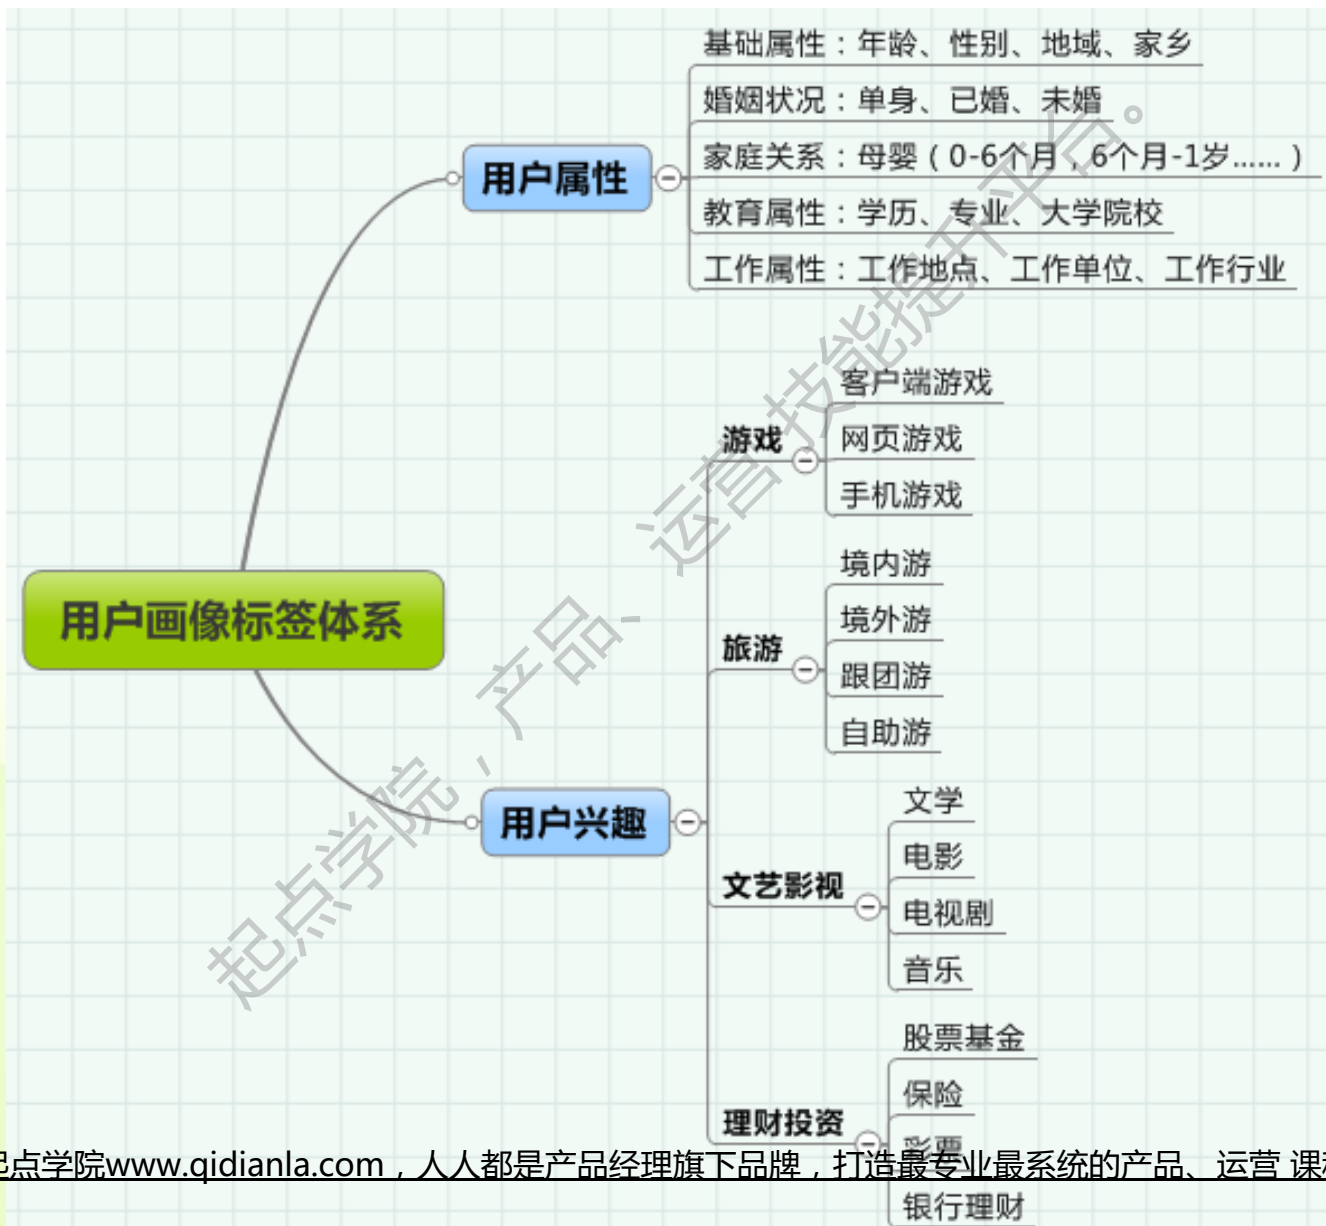 基础属性：年龄、性别、地域、家乡
婚姻状况：单身、已婚、未婚
家庭关系：母婴（0-6个月，6个月-1岁......）
用户属性
教育属性：学历、专业、大学院校
工作属性：工作地点、工作单位、工作行业
客户端游戏
游戏
网页游戏
手机游戏
境内游
用户画像标签体系
境外游
旅游
跟团游
自助游
文学
用户兴趣
电影
文艺影视
电视剧
音乐
股票基金
保险
理财投资
彩票
起点学院www.qidianla.com，人人都是产品经理旗下品牌，打造最专业最系统的产品、运营 课程
银行理财
起点学院，产品、运营技能提升平台。